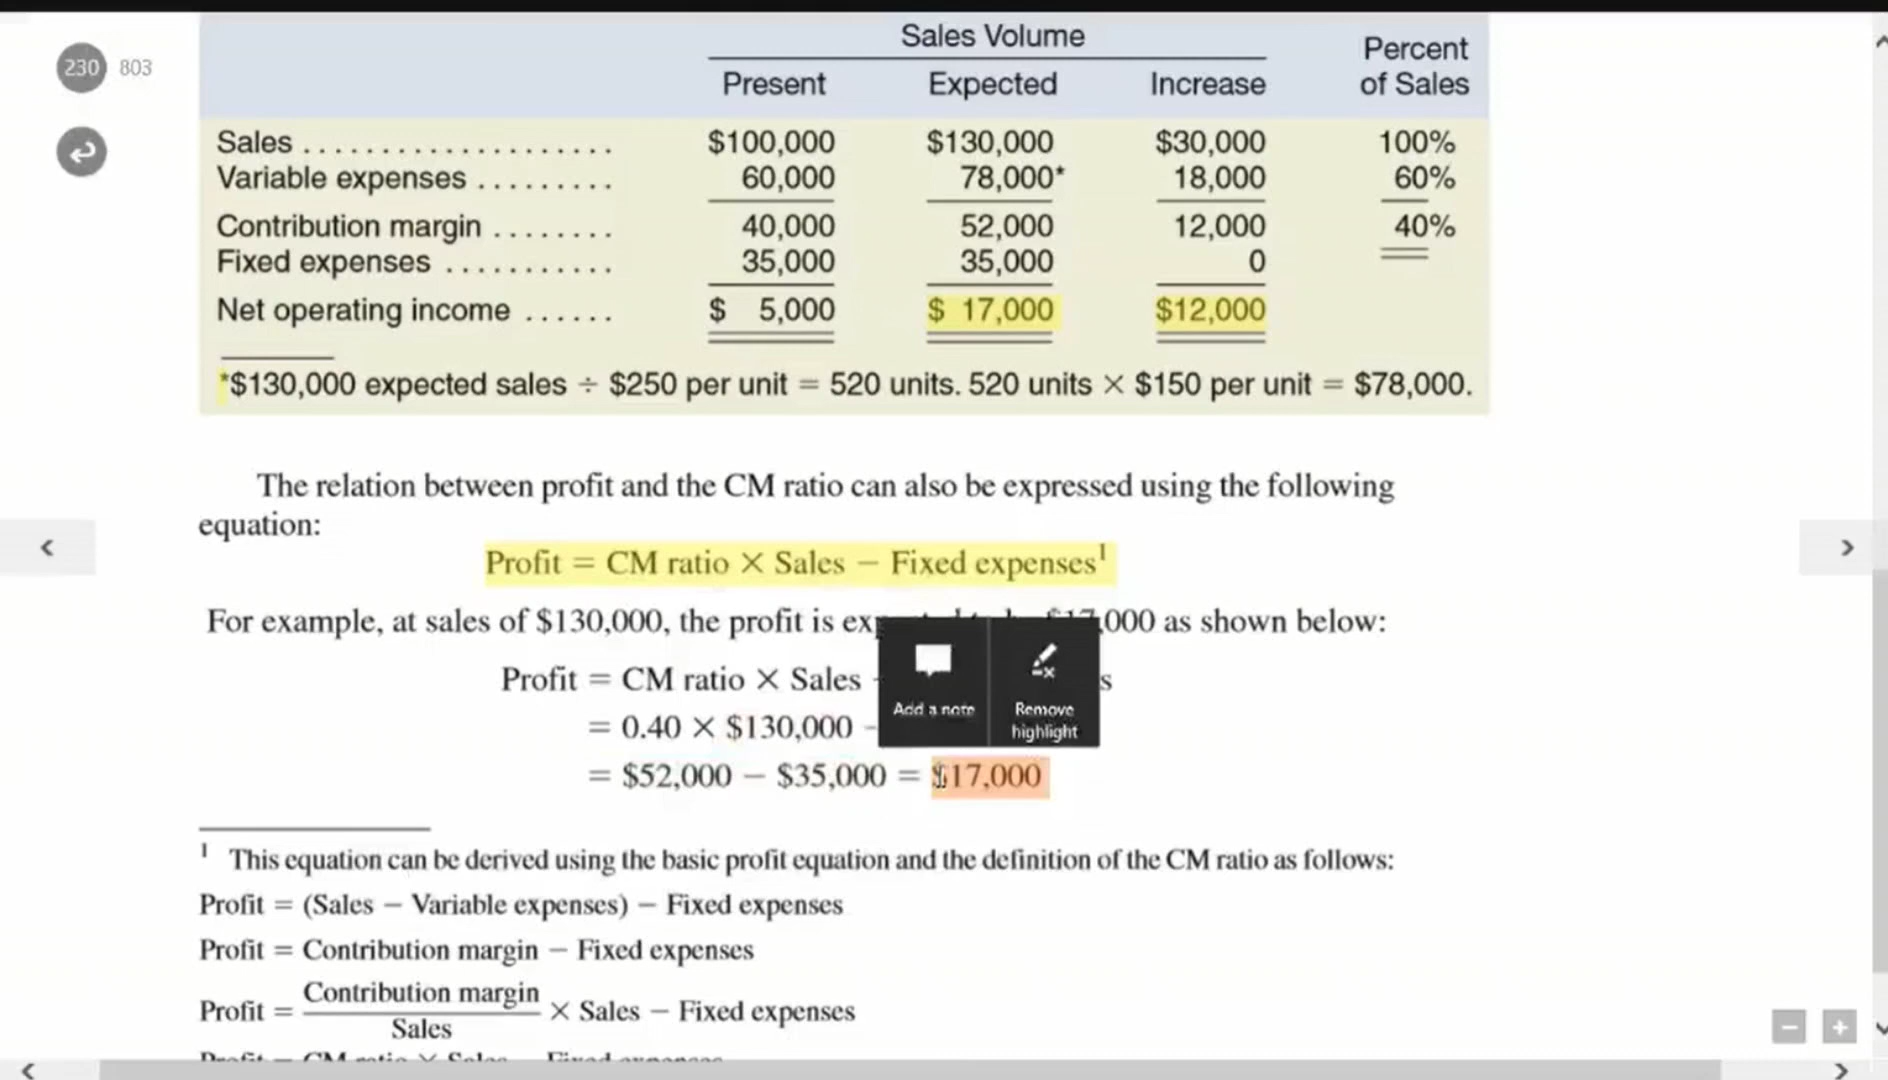 230 803
Sales Volume
Percent
of Sales
Present Expected Increase
Sales .................... $100,000 $130,000 $30,000 100%
Variable expenses ......... 60,000 78,000* 18,000 60%
Contribution margin ........ 40,000 52,000 12,000 40%
Fixed expenses ........... 35,000 35,000 0
Net operating income ...... $ 5,000 $ 17,000 $12,000
*$130,000 expected sales ÷ $250 per unit = 520 units. 520 units × $150 per unit = $78,000.
The relation between profit and the CM ratio can also be expressed using the following
equation:
Profit = CM ratio × Sales − Fixed expenses¹
For example, at sales of $130,000, the profit is ,000 as shown below:
Profit = CM ratio × Sales
= 0.40 × $130,000 −
= $52,000 − $35,000 = $17,000
Add a note
Remove
highlight
¹ This equation can be derived using the basic profit equation and the definition of the CM ratio as follows:
Profit = (Sales − Variable expenses) − Fixed expenses
Profit = Contribution margin − Fixed expenses
Profit = Contribution margin / Sales × Sales − Fixed expenses